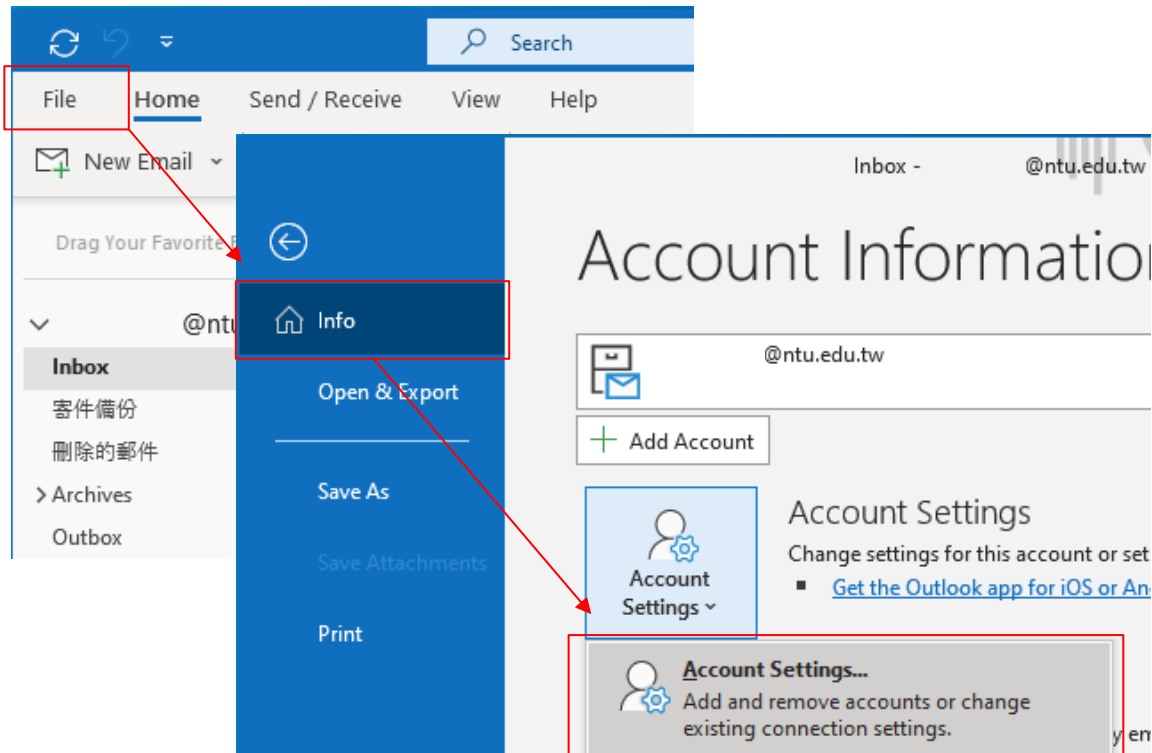 Search
File Home Send / Receive View Help
New Email
Drag Your Favorite
Inbox
寄件備份
刪除的郵件
Archives
Outbox
Inbox - @ntu.edu.tw
Account Information
Info
Open & Export
Save As
Save Attachments
Print
@ntu.edu.tw
Add Account
Account
Settings
Account Settings
Change settings for this account or set
Get the Outlook app for iOS or
Account Settings...
Add and remove accounts or change
existing connection settings.